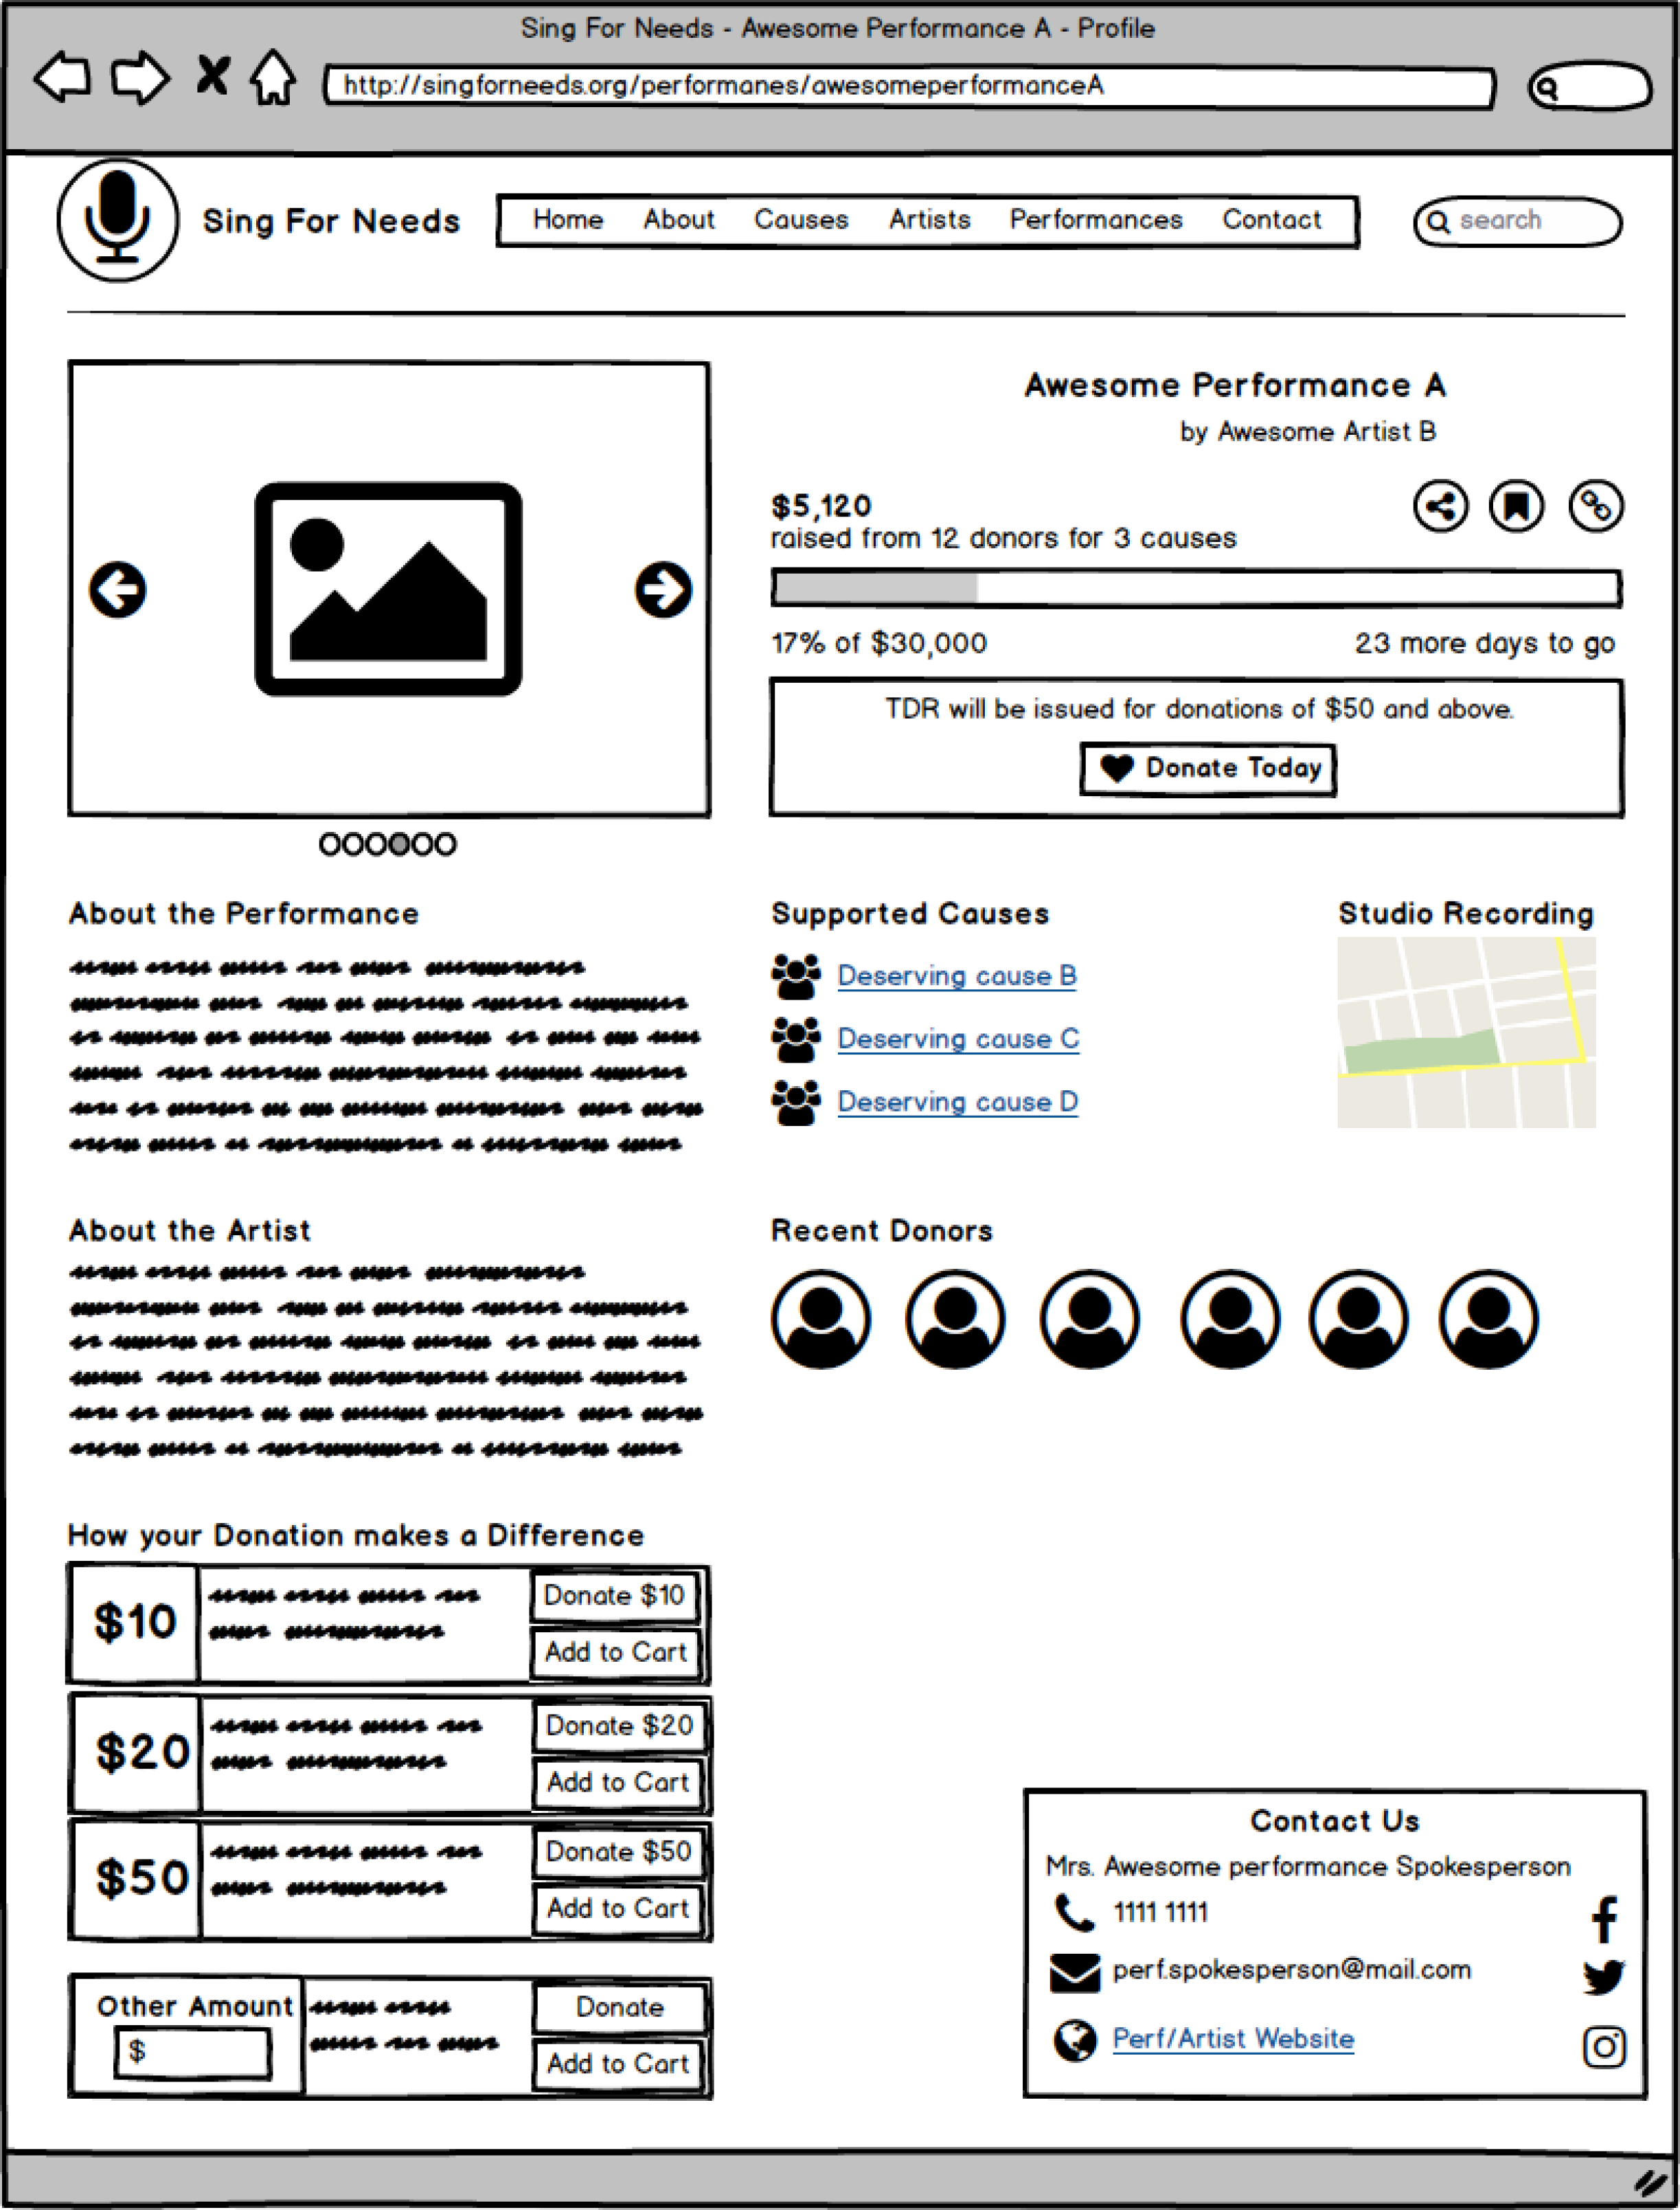 Sing For Needs - Awesome Performance A - Profile
http://singforneeds.org/performanes/awesomeperformanceA
Sing For Needs
Home About Causes Artists Performances Contact
search
Awesome Performance A
by Awesome Artist B
$5,120
raised from 12 donors for 3 causes
17% of $30,000
23 more days to go
TDR will be issued for donations of $50 and above.
Donate Today
About the Performance
Supported Causes
Deserving cause B
Deserving cause C
Deserving cause D
Studio Recording
About the Artist
Recent Donors
How your Donation makes a Difference
$10
Donate $10
Add to Cart
$20
Donate $20
Add to Cart
$50
Donate $50
Add to Cart
Other Amount
$
Donate
Add to Cart
Contact Us
Mrs. Awesome performance Spokesperson
1111 1111
perf.spokesperson@mail.com
Perf/Artist Website